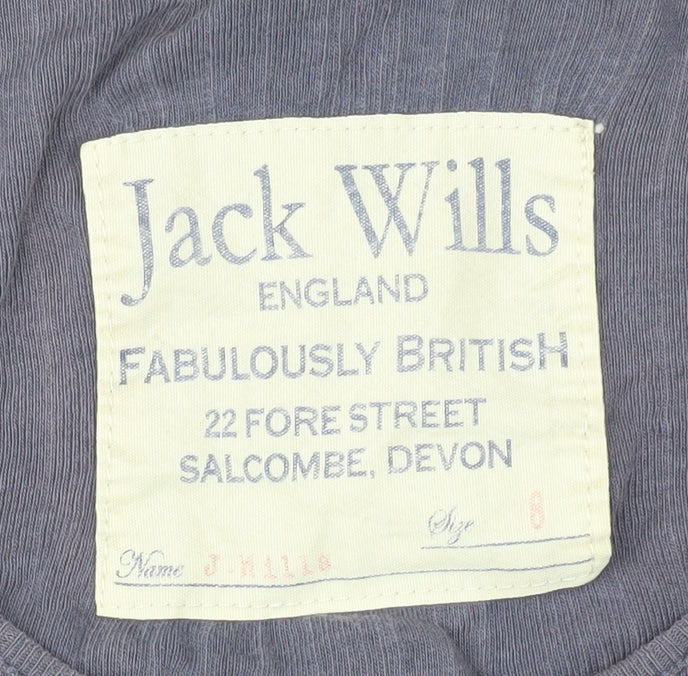 Jack Wills
ENGLAND
FABULOUSLY BRITISH
22 FORE STREET
SALCOMBE, DEVON
Size 8
Name J.Wills